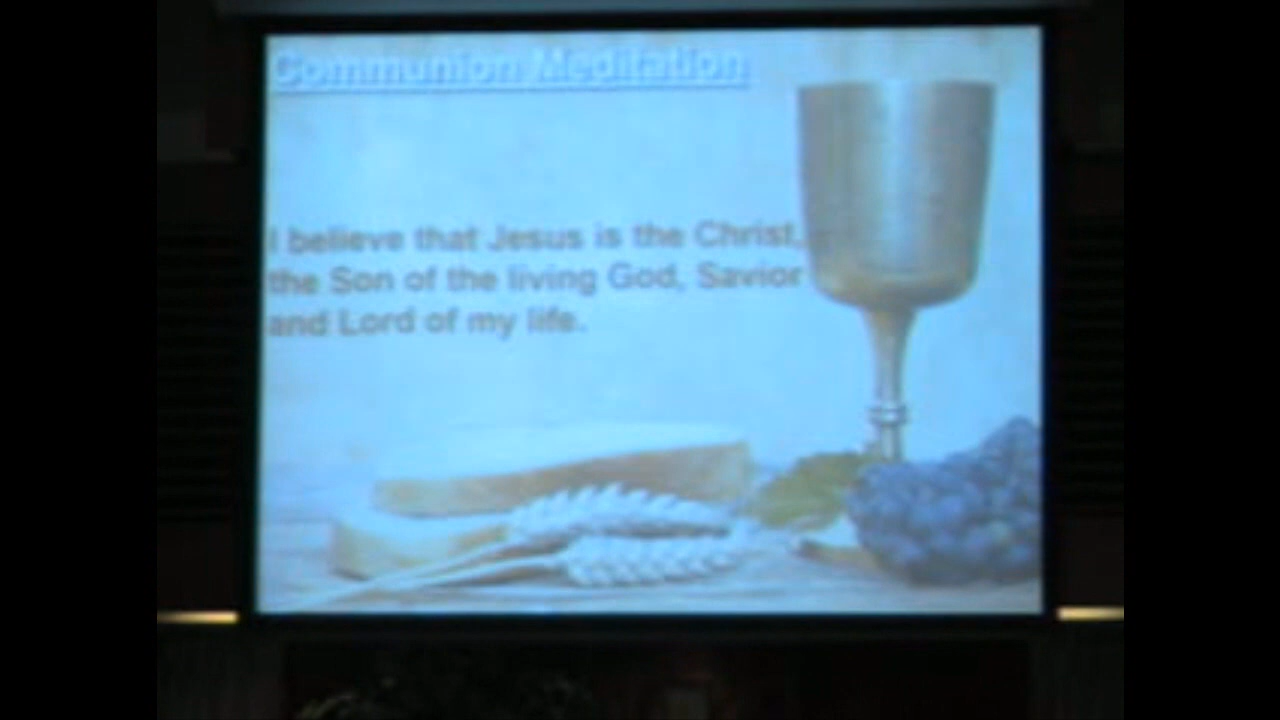 Communion Meditation
I believe that Jesus is the Christ,
the Son of the living God, Savior
and Lord of my life.